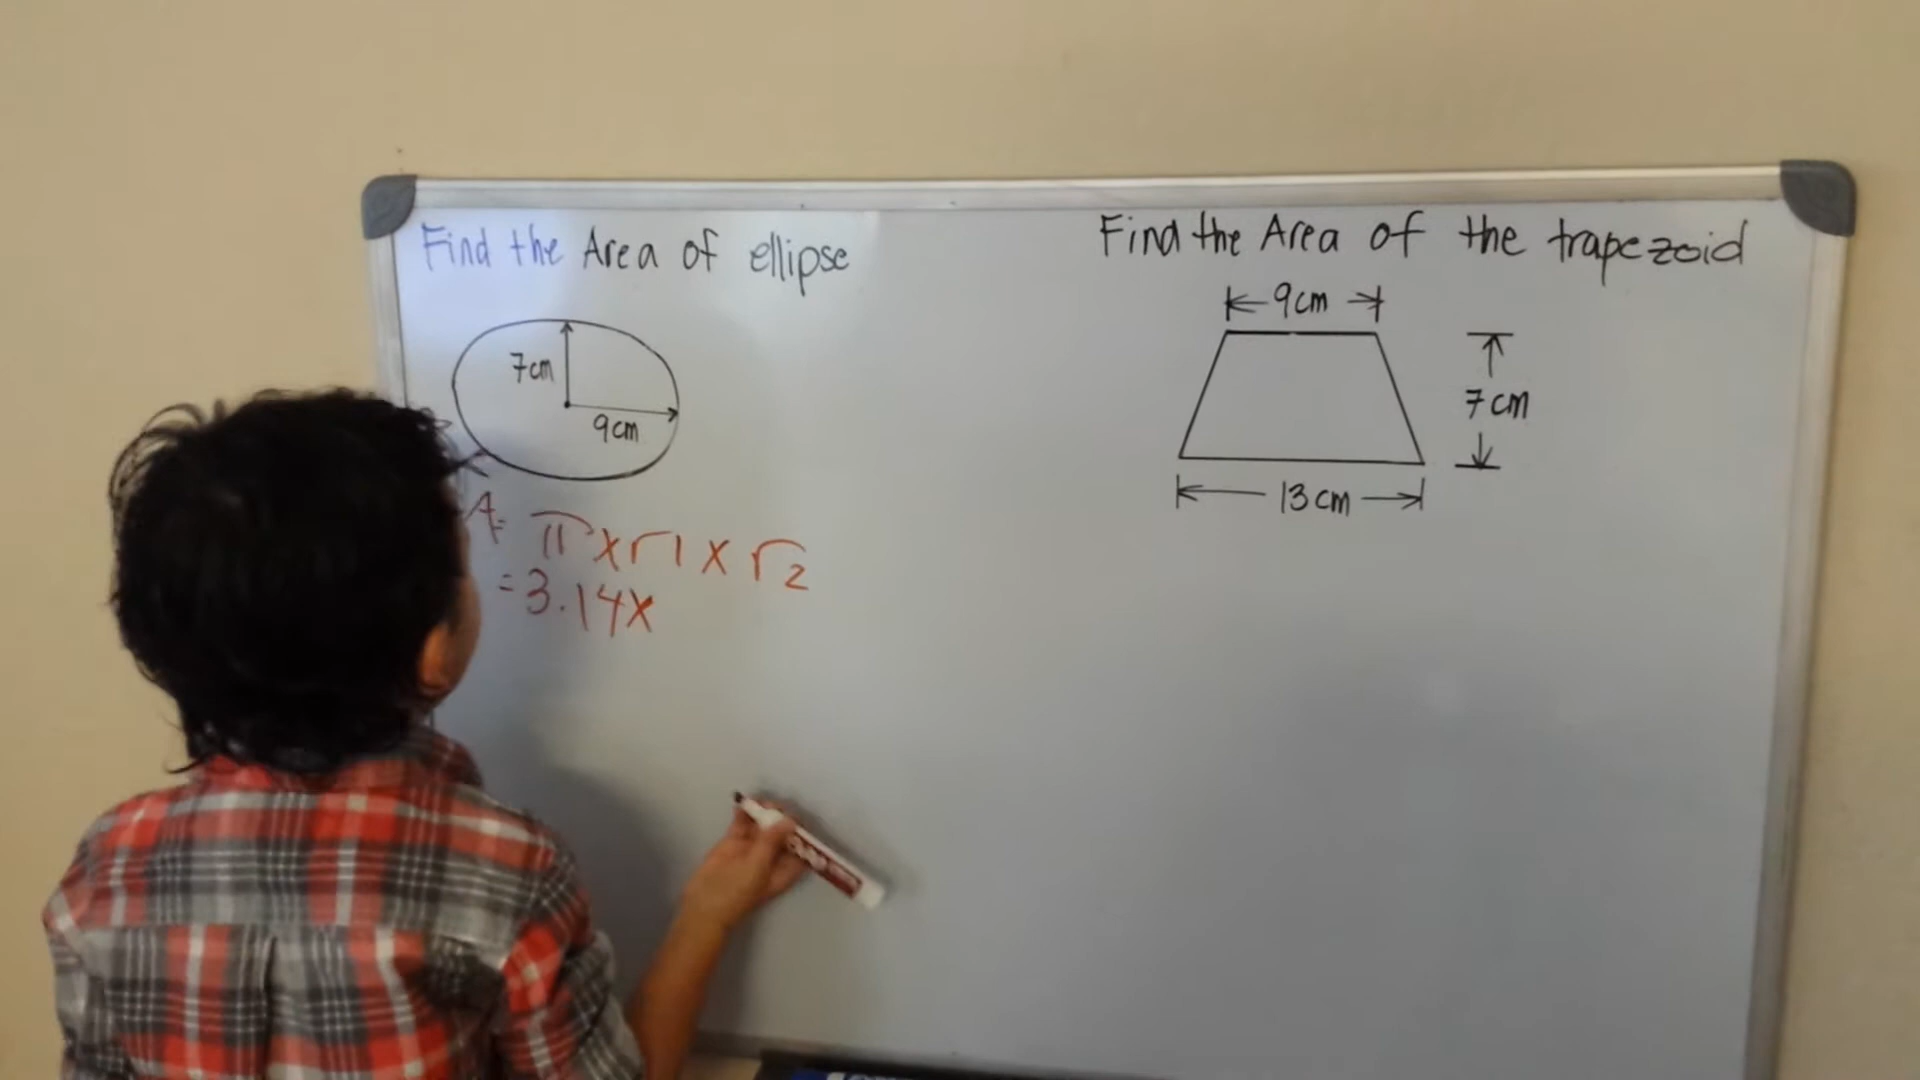 Find the Area of ellipse
7cm
9cm
A= π x r1 x r2
=3.14x
Find the Area of the trapezoid
9cm
7cm
13cm